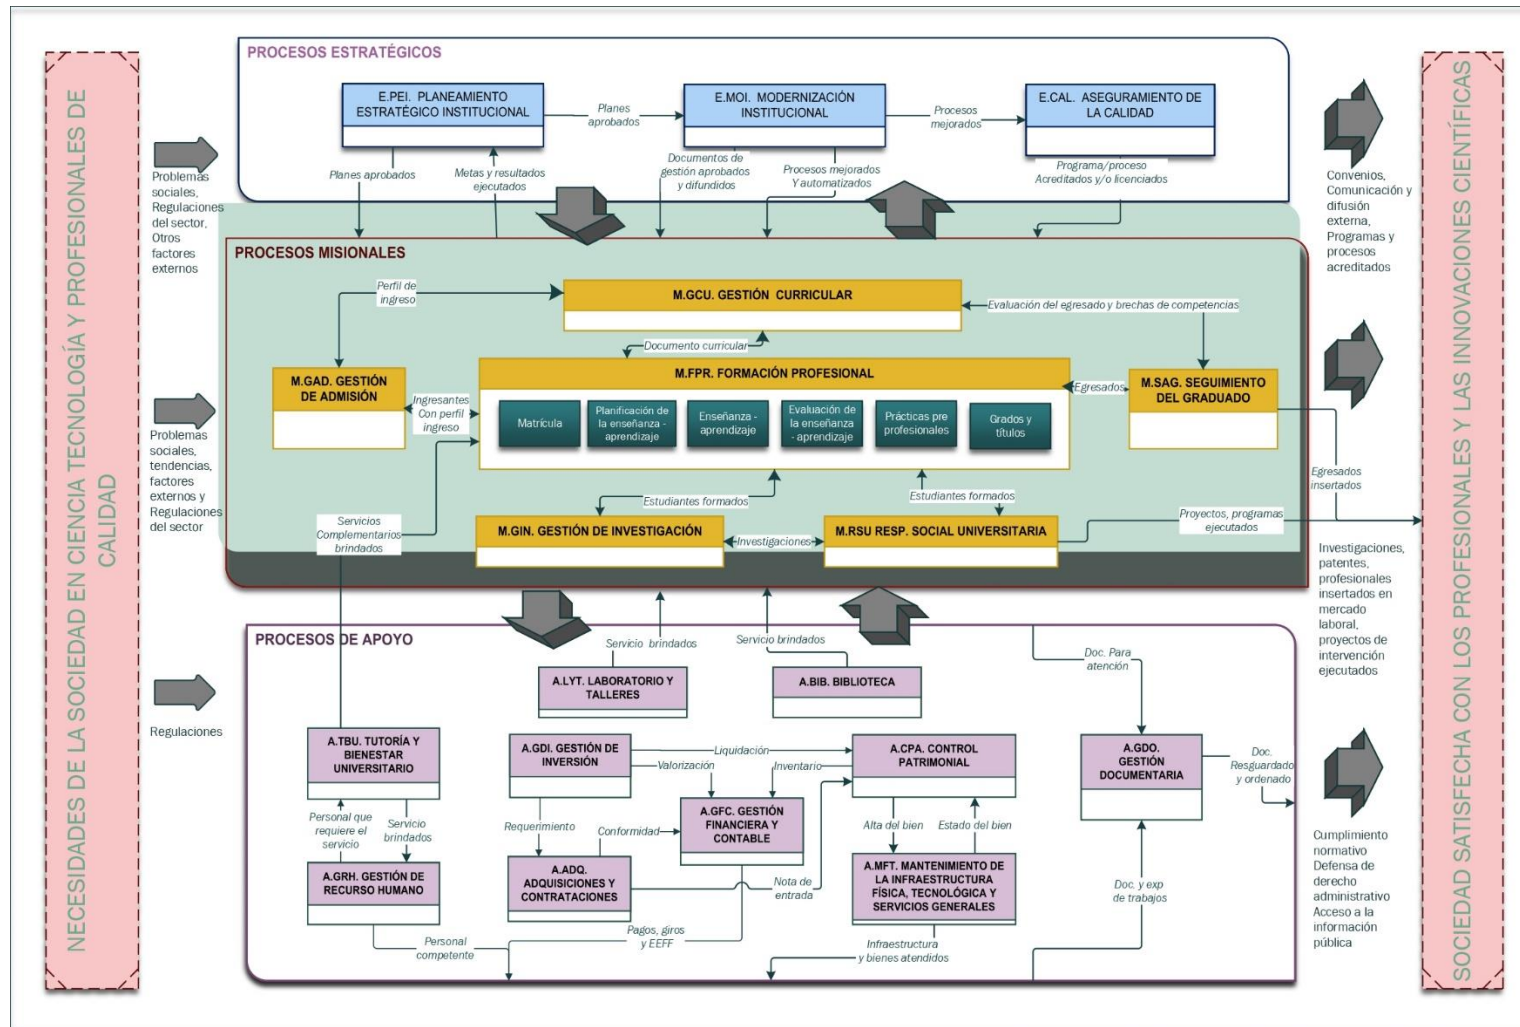 NECESIDADES DE LA SOCIEDAD EN CIENCIA TECNOLOGÍA Y PROFESIONALES DE
CALIDAD
Problemas
sociales,
Regulaciones
del sector,
Otros
factores
externos
Problemas
sociales,
tendencias,
factores
externos y
Regulaciones
del sector
Regulaciones
PROCESOS ESTRATÉGICOS
E.PEI. PLANEAMIENTO
ESTRATÉGICO INSTITUCIONAL
Planes
aprobados
E.MOI. MODERNIZACIÓN
INSTITUCIONAL
Procesos
mejorados
E.CAL. ASEGURAMIENTO DE
LA CALIDAD
Planes aprobados
Metas y resultados
ejecutados
Documentos de
gestión aprobados
y difundidos
Procesos mejorados
Y automatizados
Programa/proceso
Acreditados y/o licenciados
PROCESOS MISIONALES
Perfil de
ingreso
M.GCU. GESTIÓN CURRICULAR
Evaluación del egresado y brechas de competencias
Documento curricular
M.GAD. GESTIÓN
DE ADMISIÓN
Ingresantes
Con perfil
ingreso
M.FPR. FORMACIÓN PROFESIONAL
Matrícula
Planificación de
la enseñanza -
aprendizaje
Enseñanza -
aprendizaje
Evaluación de
la enseñanza
- aprendizaje
Prácticas pre
profesionales
Grados y
títulos
Egresados
M.SAG. SEGUIMIENTO
DEL GRADUADO
Egresados
insertados
Estudiantes formados
Estudiantes formados
Servicios
Complementarios
brindados
M.GIN. GESTIÓN DE INVESTIGACIÓN
Investigaciones
M.RSU RESP. SOCIAL UNIVERSITARIA
Proyectos, programas
ejecutados
PROCESOS DE APOYO
Servicio brindados
Servicio brindados
Doc. Para
atención
A.LYT. LABORATORIO Y
TALLERES
A.BIB. BIBLIOTECA
A.TBU. TUTORÍA Y
BIENESTAR
UNIVERSITARIO
A.GDI. GESTIÓN DE
INVERSIÓN
Liquidación
Valorización
Inventario
A.CPA. CONTROL
PATRIMONIAL
A.GDO.
GESTIÓN
DOCUMENTARIA
Doc.
Resguardado
y ordenado
Personal que
requiere el
servicio
Servicio
brindados
Requerimiento
Conformidad
A.GFC. GESTIÓN
FINANCIERA Y
CONTABLE
Alta del bien
Estado del bien
A.GRH. GESTIÓN DE
RECURSO HUMANO
A.ADQ.
ADQUISICIONES Y
CONTRATACIONES
Nota de
entrada
A.MFT. MANTENIMIENTO DE
LA INFRAESTRUCTURA
FÍSICA, TECNOLÓGICA Y
SERVICIOS GENERALES
Doc. y exp
de trabajos
Personal
competente
Pagos, giros
y EEFF
Infraestructura
y bienes atendidos
Convenios,
Comunicación y
difusión
externa,
Programas y
procesos
acreditados
Investigaciones,
patentes,
profesionales
insertados en
mercado
laboral,
proyectos de
intervención
ejecutados
Cumplimiento
normativo
Defensa de
derecho
administrativo
Acceso a la
información
pública
SOCIEDAD SATISFECHA CON LOS PROFESIONALES Y LAS INNOVACIONES CIENTÍFICAS